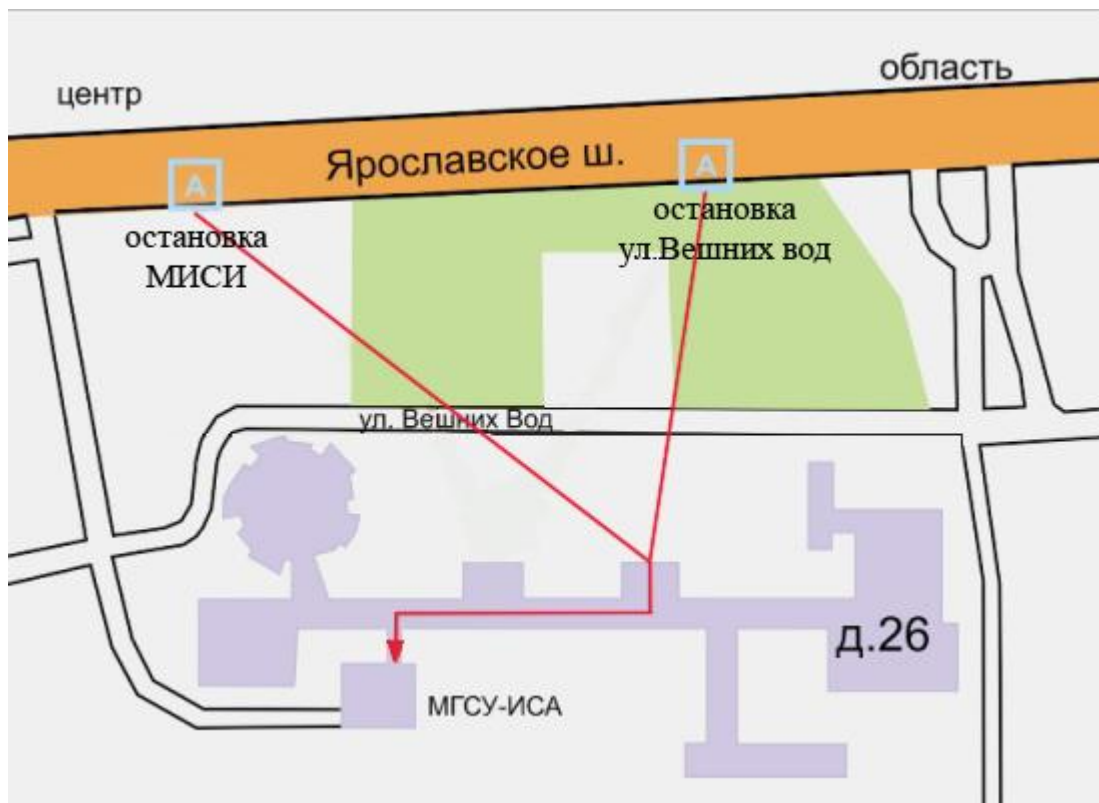 центр
область
Ярославское ш.
А
А
остановка
МИСИ
остановка
ул.Вешних вод
ул. Вешних Вод
д.26
МГСУ-ИСА